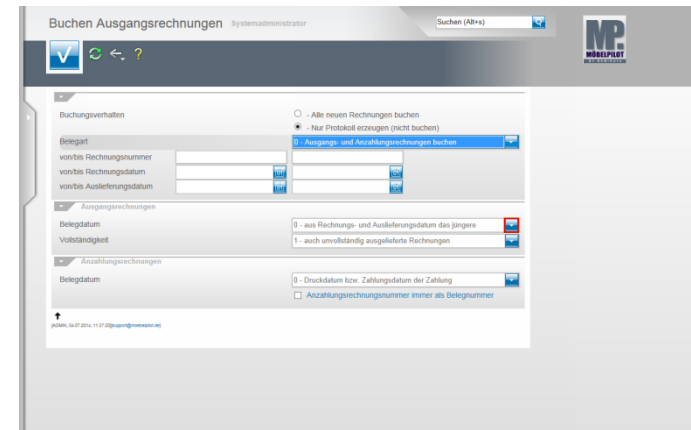 Buchen Ausgangsrechnungen Systemadministrator Suchen (Alt+s)
MP.
MÖBELPILOT
?
Buchungsverhalten - Alle neuen Rechnungen buchen
- Nur Protokoll erzeugen (nicht buchen)
Belegart 0 - Ausgangs- und Anzahlungsrechnungen buchen
von/bis Rechnungsnummer
von/bis Rechnungsdatum
von/bis Auslieferungsdatum
Ausgangsrechnungen
Belegdatum 0 - aus Rechnungs- und Auslieferungsdatum das jüngere
Vollständigkeit 1 - auch unvollständig ausgelieferte Rechnungen
Anzahlungsrechnungen
Belegdatum 0 - Druckdatum bzw. Zahlungsdatum der Zahlung
Anzahlungsrechnungsnummer immer als Belegnummer